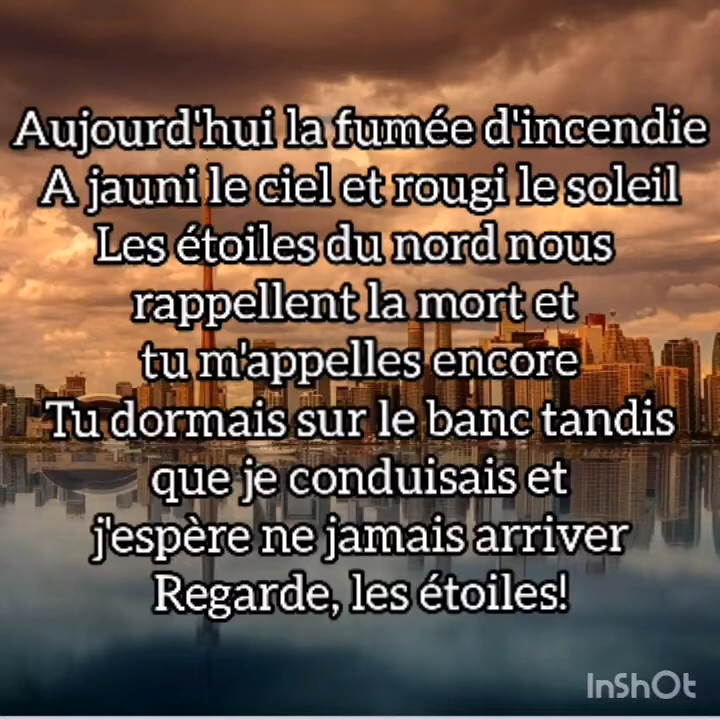 Aujourd'hui la fumée d'incendie
A jauni le ciel et rougi le soleil
Les étoiles du nord nous
rappellent la mort et
tu m'appelles encore
Tu dormais sur le banc tandis
que je conduisais et
j'espère ne jamais arriver
Regarde, les étoiles!
InShOt